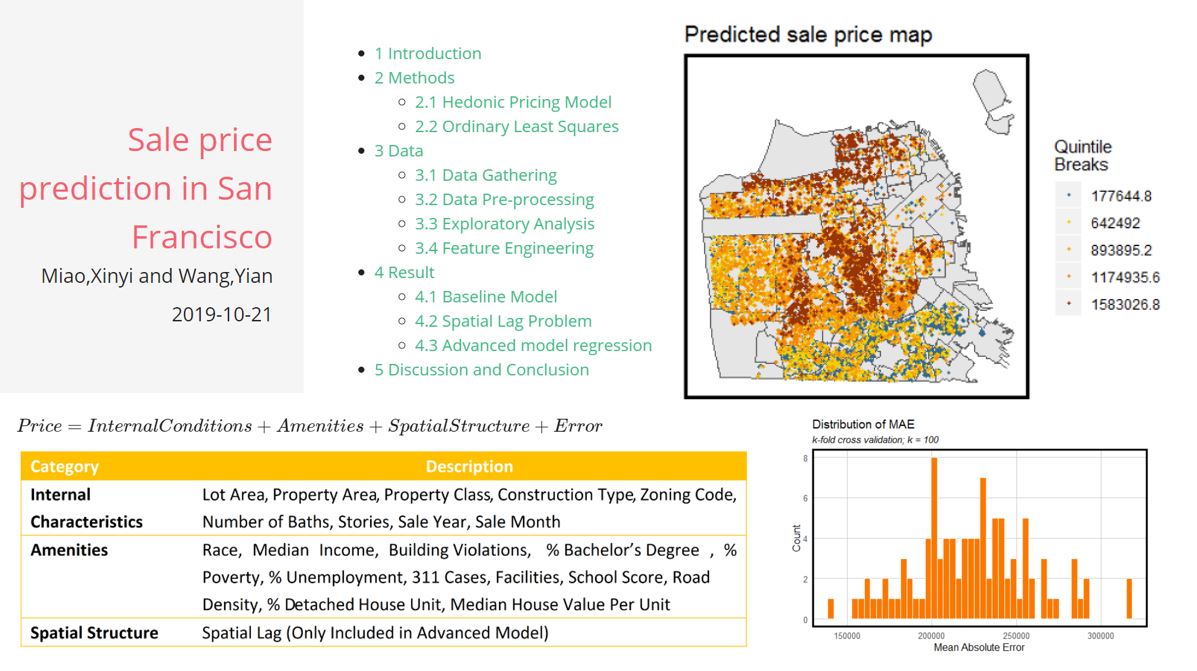 Sale price
prediction in San
Francisco
Miao,Xinyi and Wang,Yian
2019-10-21
1 Introduction
2 Methods
2.1 Hedonic Pricing Model
2.2 Ordinary Least Squares
3 Data
3.1 Data Gathering
3.2 Data Pre-processing
3.3 Exploratory Analysis
3.4 Feature Engineering
4 Result
4.1 Baseline Model
4.2 Spatial Lag Problem
4.3 Advanced model regression
5 Discussion and Conclusion
Predicted sale price map
Quintile
Breaks
177644.8
642492
893895.2
1174935.6
1583026.8
Price = InternalConditions + Amenities + SpatialStructure + Error
Category Description
Internal Lot Area, Property Area, Property Class, Construction Type, Zoning Code,
Characteristics Number of Baths, Stories, Sale Year, Sale Month
Amenities Race, Median Income, Building Violations, % Bachelor's Degree , %
Poverty, % Unemployment, 311 Cases, Facilities, School Score, Road
Density, % Detached House Unit, Median House Value Per Unit
Spatial Structure Spatial Lag (Only Included in Advanced Model)
Distribution of MAE
k-fold cross validation; k = 100
Count
8
6
4
2
0
150000 200000 250000 300000
Mean Absolute Error